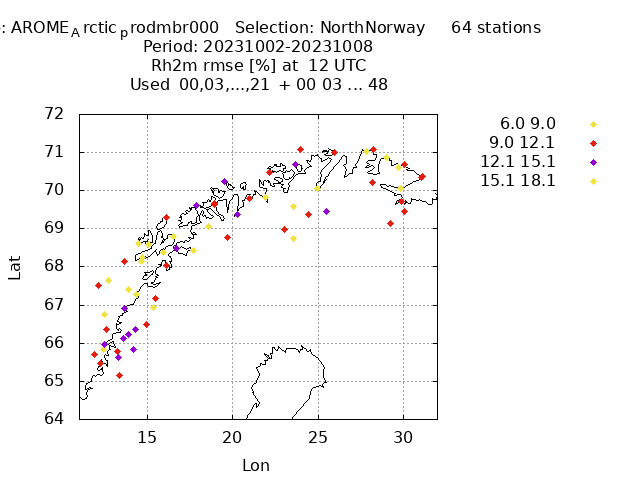 : AROME_Arctic_prodmbr000 Selection: NorthNorway 64 stations
Period: 20231002-20231008
Rh2m rmse [%] at 12 UTC
Used 00,03,...,21 + 00 03 ... 48
6.0 9.0
9.0 12.1
12.1 15.1
15.1 18.1
72
71
70
69
68
67
66
65
64
Lat
15 20 25 30
Lon